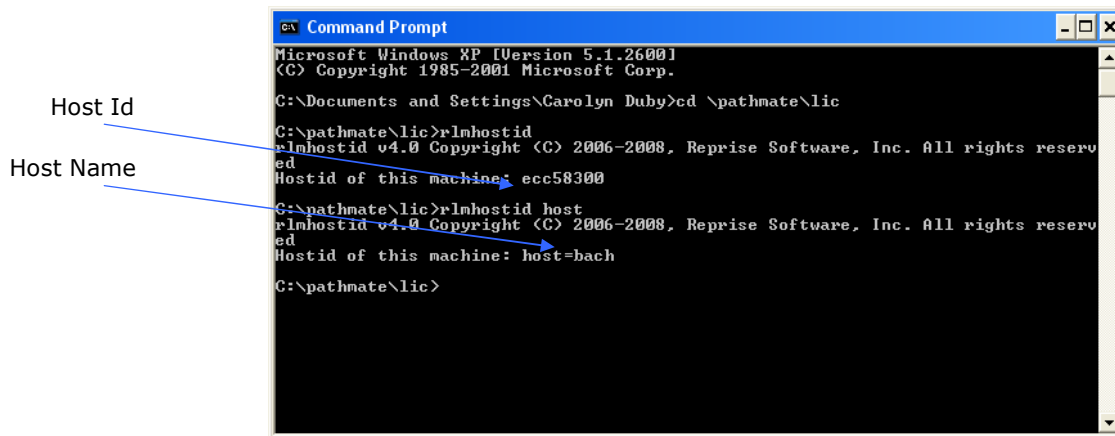 Command Prompt
Microsoft Windows XP [Version 5.1.2600]
(C) Copyright 1985-2001 Microsoft Corp.
C:\Documents and Settings\Carolyn Duby>cd \pathmate\lic
Host Id
C:\pathmate\lic>rlmhostid
rlmhostid v4.0 Copyright (C) 2006-2008, Reprise Software, Inc. All rights reserv
ed
Host Name
Hostid of this machine: ecc58300
C:\pathmate\lic>rlmhostid host
rlmhostid v4.0 Copyright (C) 2006-2008, Reprise Software, Inc. All rights reserv
ed
Hostid of this machine: host=bach
C:\pathmate\lic>